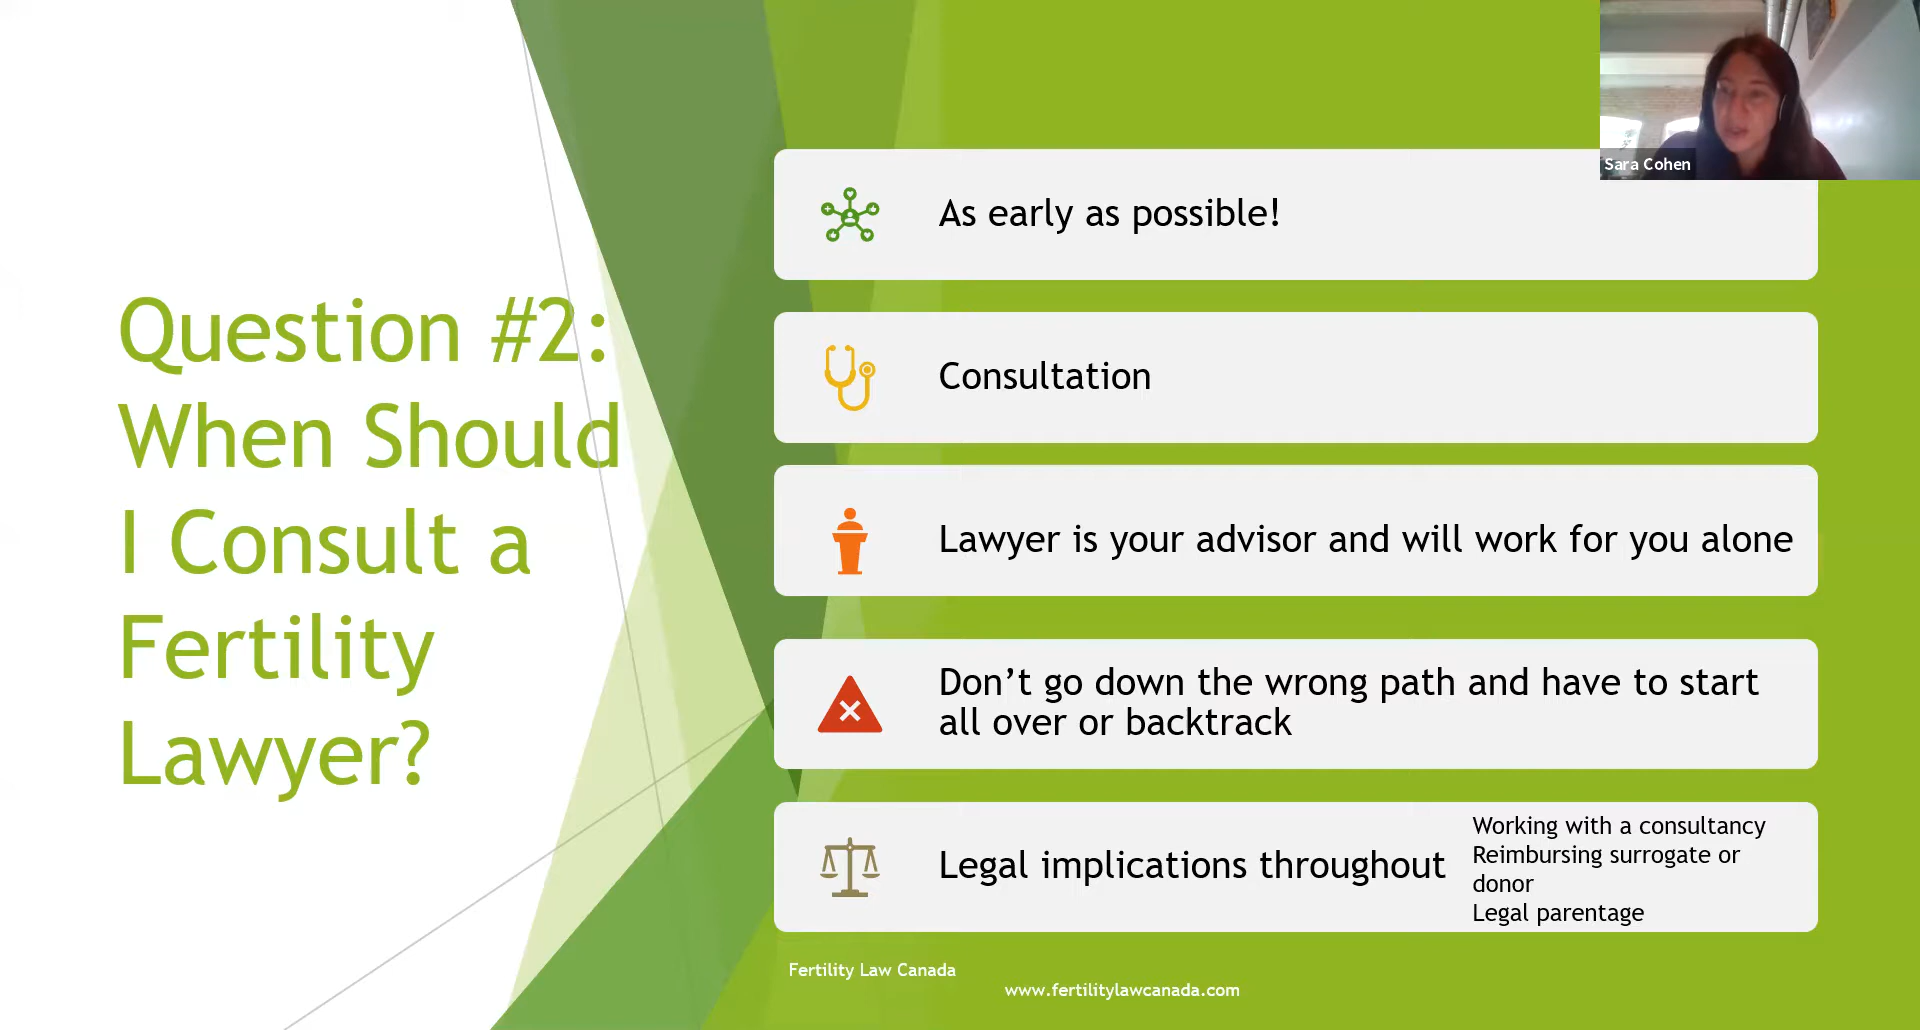 Question #2:
When Should
I Consult a
Fertility
Lawyer?
Sara Cohen
As early as possible!
Consultation
Lawyer is your advisor and will work for you alone
Don’t go down the wrong path and have to start
all over or backtrack
Legal implications throughout
Working with a consultancy
Reimbursing surrogate or
donor
Legal parentage
Fertility Law Canada
www.fertilitylawcanada.com